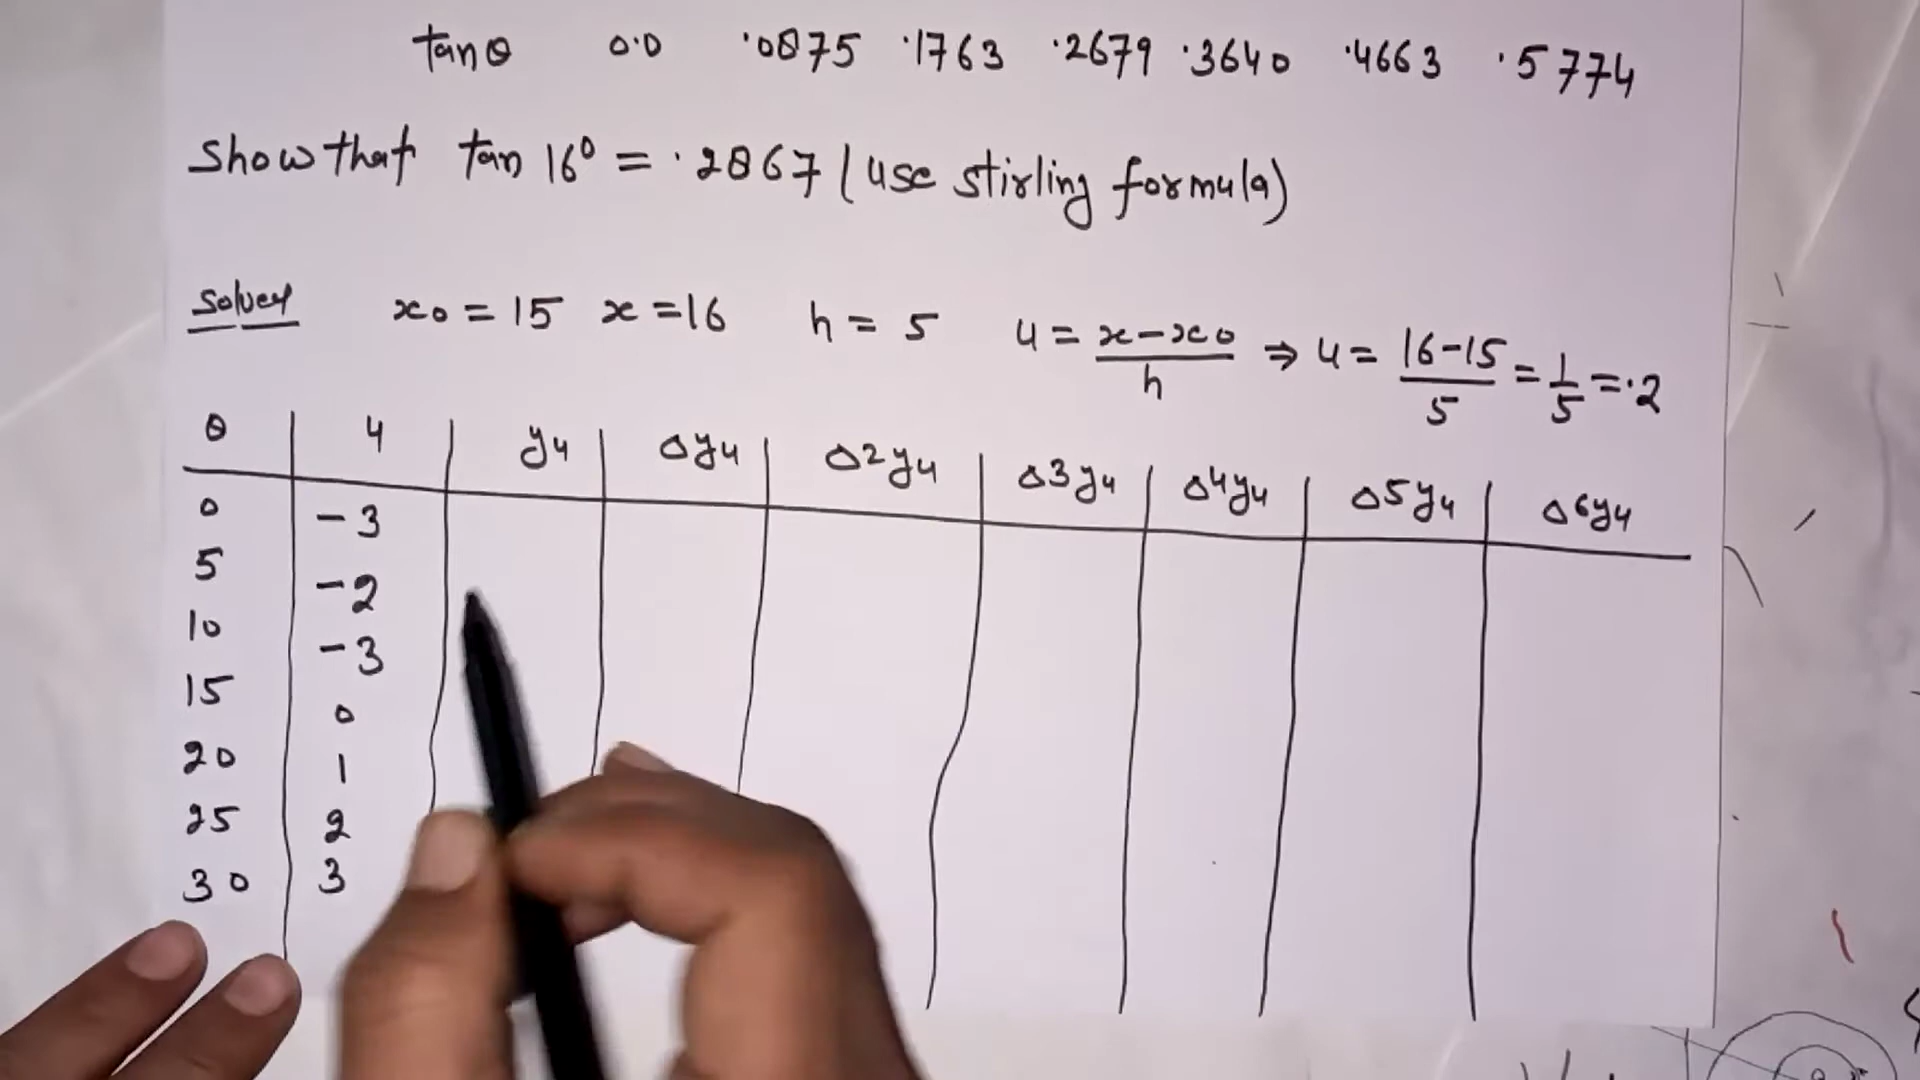 tanθ 0.0 .0875 .1763 .2679 .3640 .4663 .5774
Show that tan 16° = .2867 (use stirling formula)
Solver x₀ = 15 x = 16 h = 5 u = x-x₀/h ⇒ u = 16-15/5 = 1/5 = .2
θ u yu Δyu Δ²yu Δ3yu Δ⁴yu Δ5yu Δ⁶yu
0 -3
5 -2
10 -3
15 0
20 1
25 2
30 3